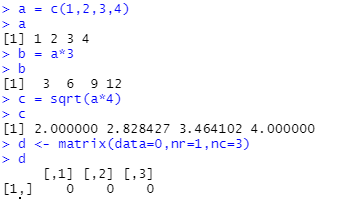 > a = c(1,2,3,4)
> a
[1] 1 2 3 4
> b = a*3
> b
[1]  3  6  9 12
> c = sqrt(a*4)
> c
[1] 2.000000 2.828427 3.464102 4.000000
> d <- matrix(data=0,nr=1,nc=3)
> d
     [,1] [,2] [,3]
[1,]    0    0    0